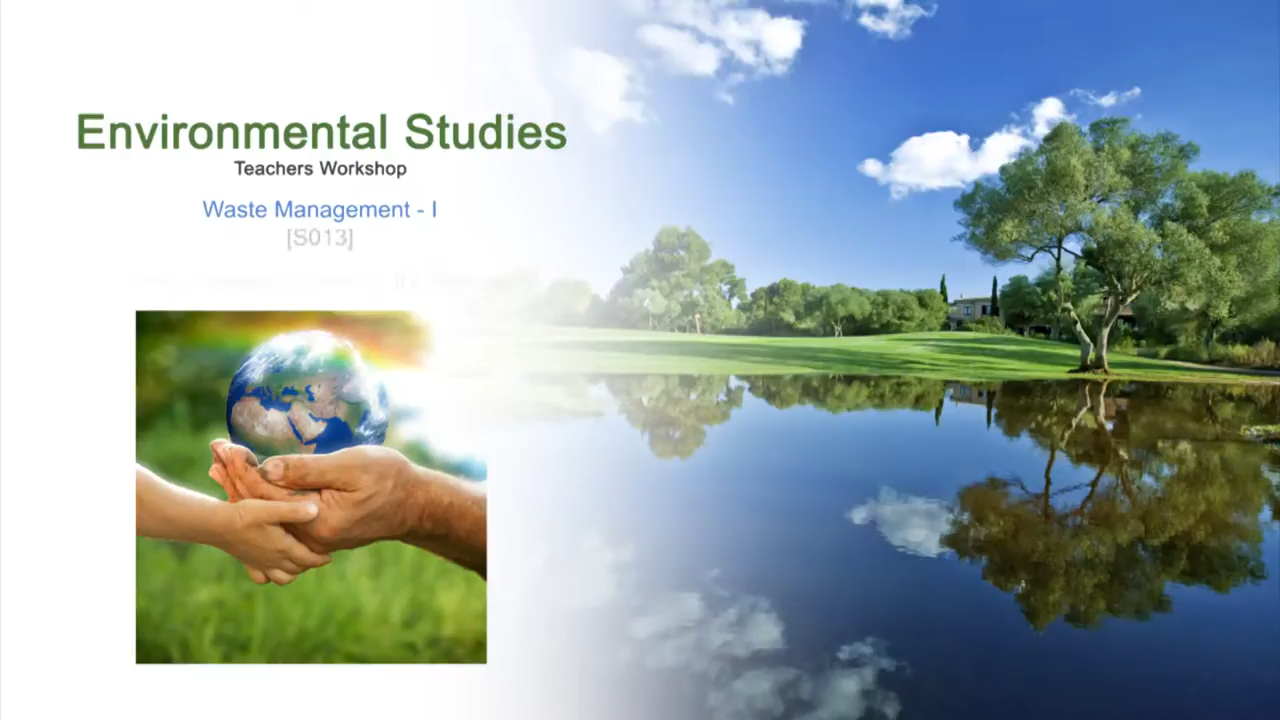 Environmental Studies
Teachers Workshop
Waste Management - I
[S013]